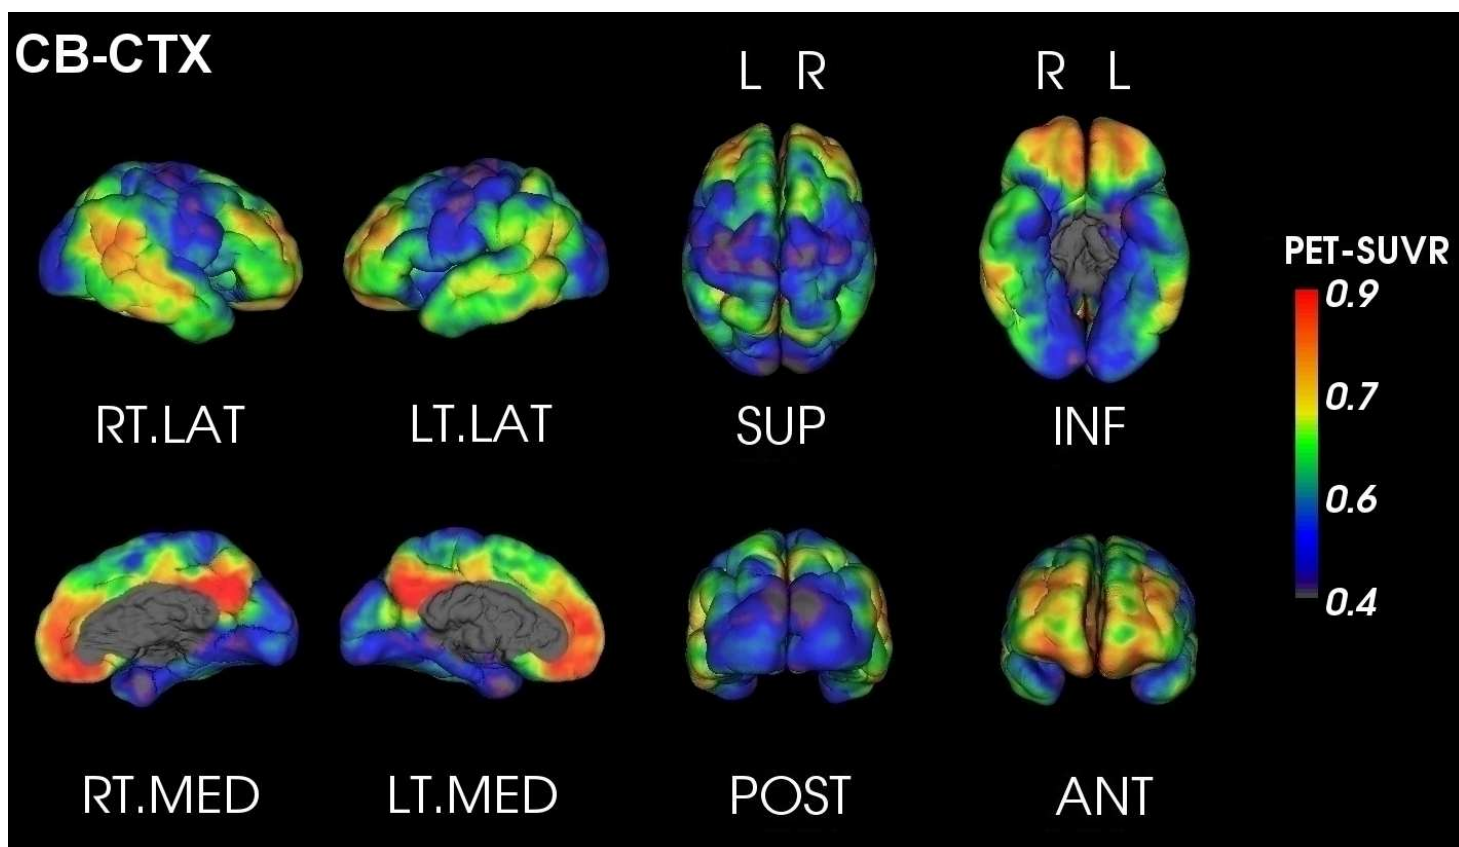 CB-CTX
L R
R L
RT.LAT
LT.LAT
SUP
INF
PET-SUVR
0.9
0.7
0.6
0.4
RT.MED
LT.MED
POST
ANT